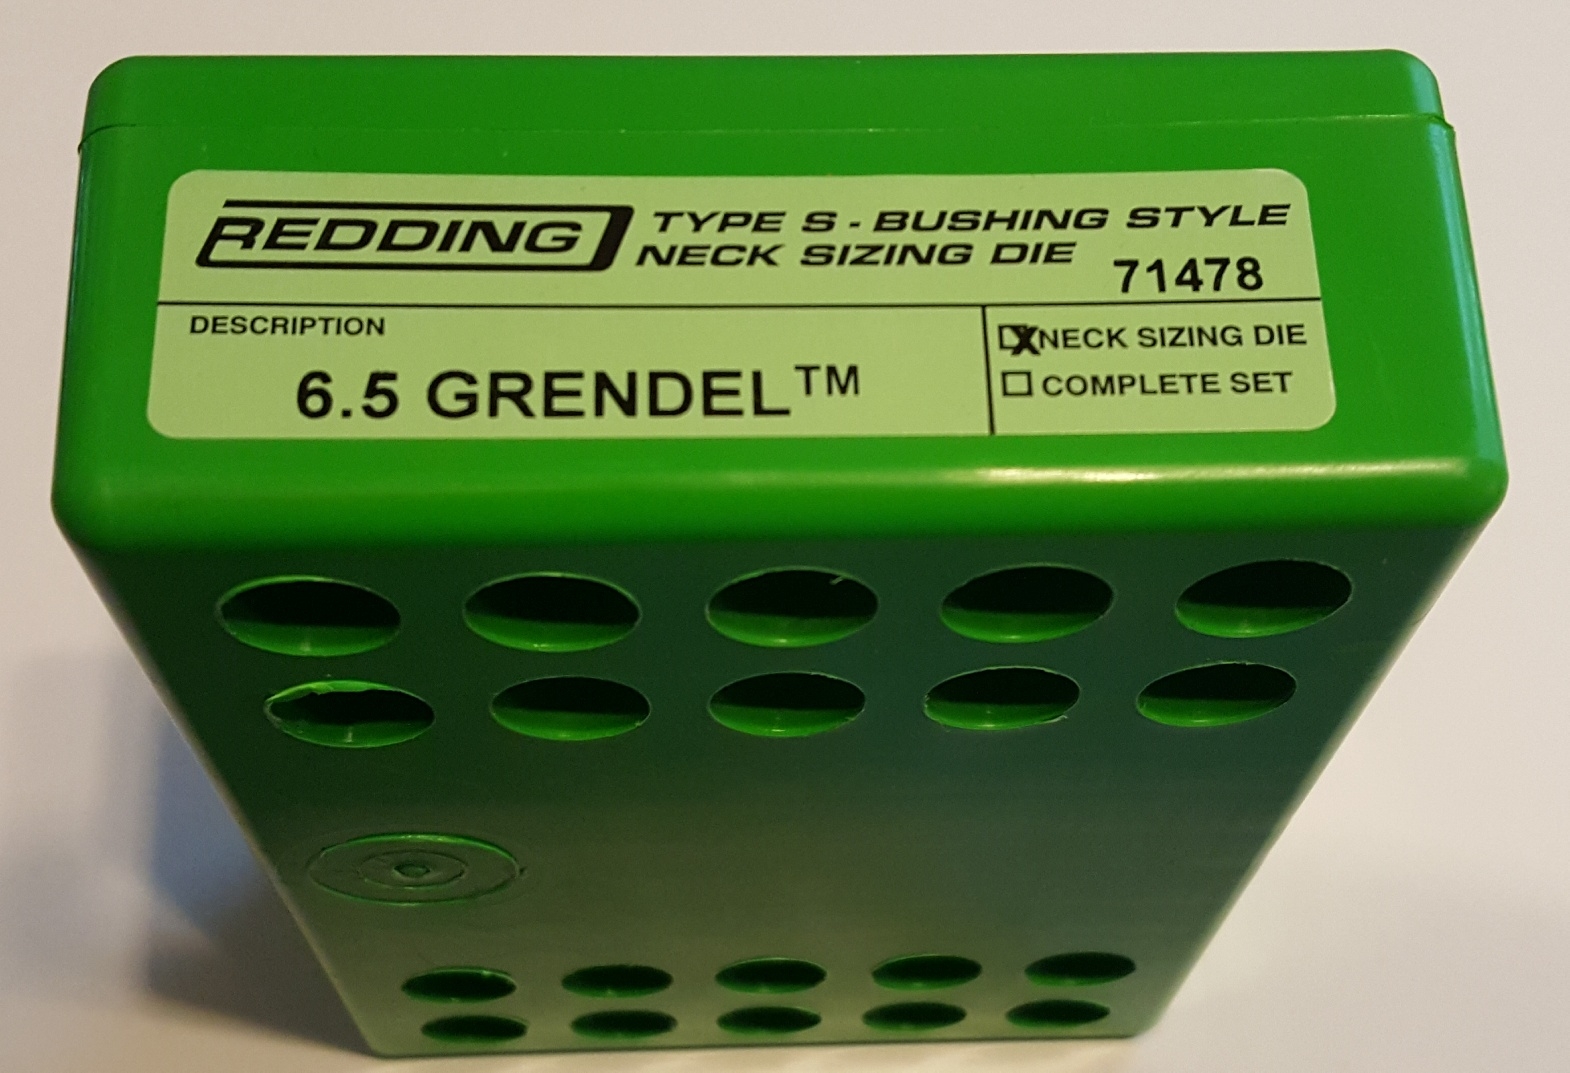 REDDING
TYPE S - BUSHING STYLE
NECK SIZING DIE
71478
DESCRIPTION
6.5 GRENDEL™
NECK SIZING DIE
COMPLETE SET